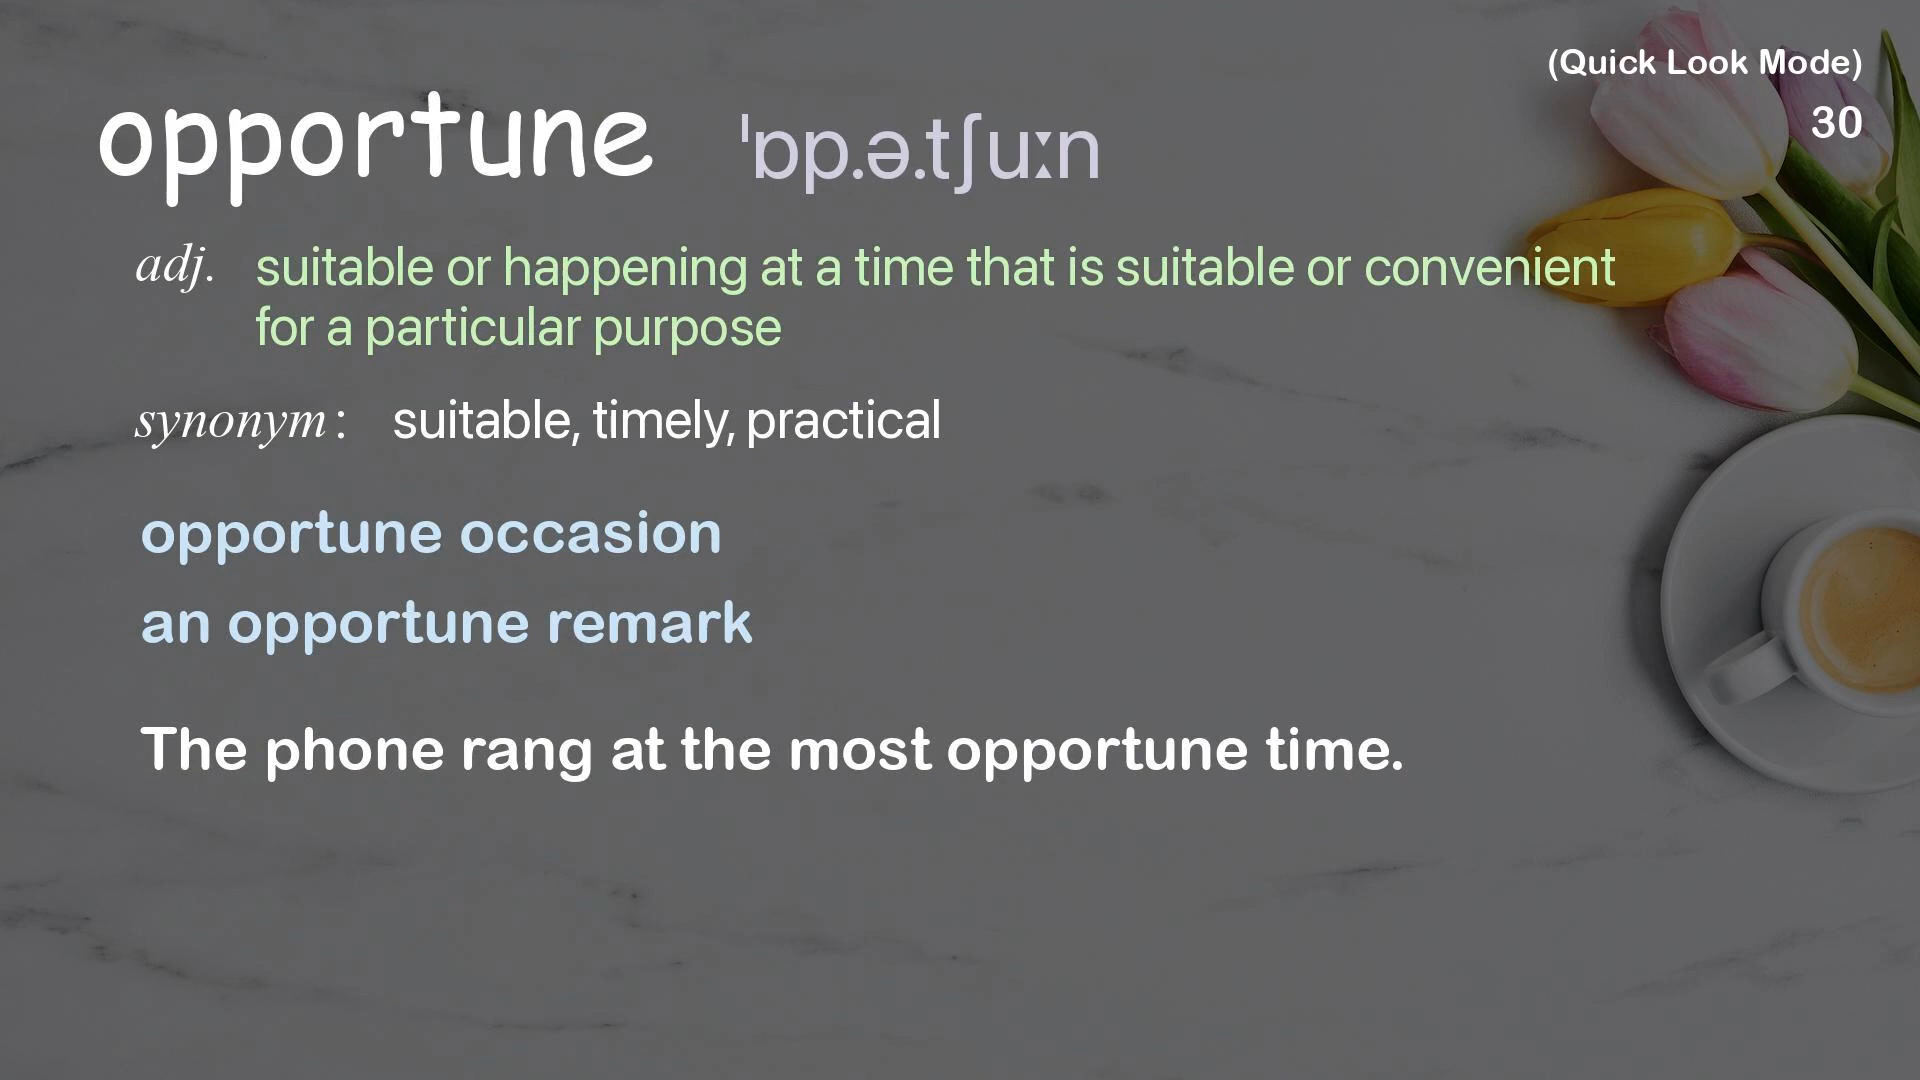 (Quick Look Mode)
30
opportune ˈɒp.ə.tʃuːn
adj. suitable or happening at a time that is suitable or convenient
for a particular purpose
synonym: suitable, timely, practical
opportune occasion
an opportune remark
The phone rang at the most opportune time.